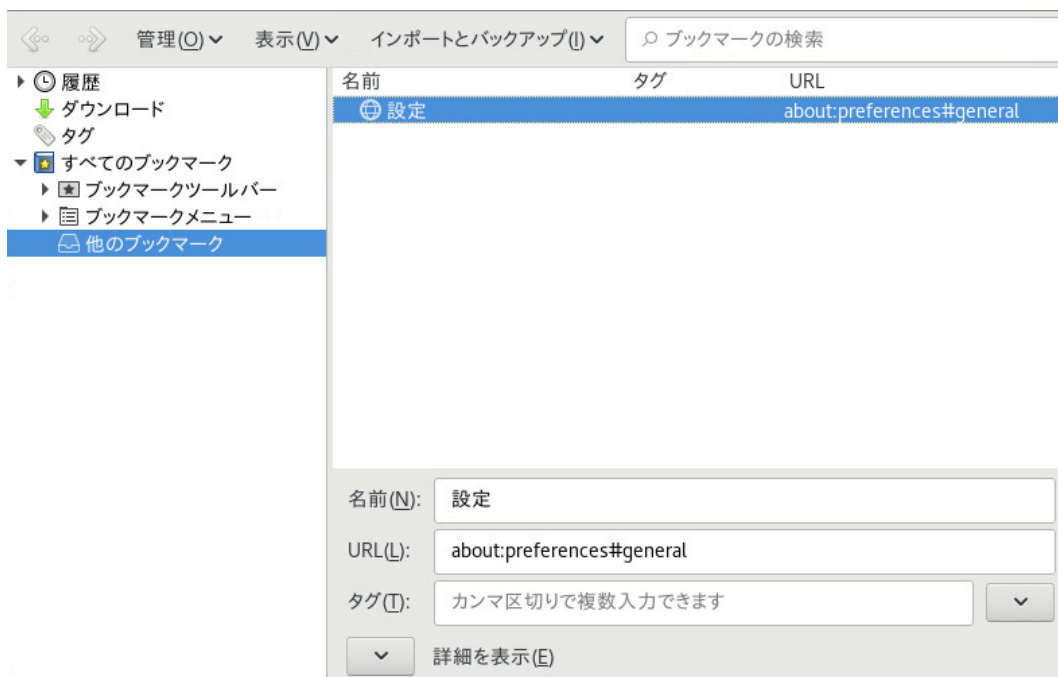 管理(O) 表示(V) インポートとバックアップ(I) ブックマークの検索
履歴
ダウンロード
タグ
すべてのブックマーク
ブックマークツールバー
ブックマークメニュー
他のブックマーク
名前 タグ URL
設定 about:preferences#general
名前(N): 設定
URL(L): about:preferences#general
タグ(T): カンマ区切りで複数入力できます
詳細を表示(E)